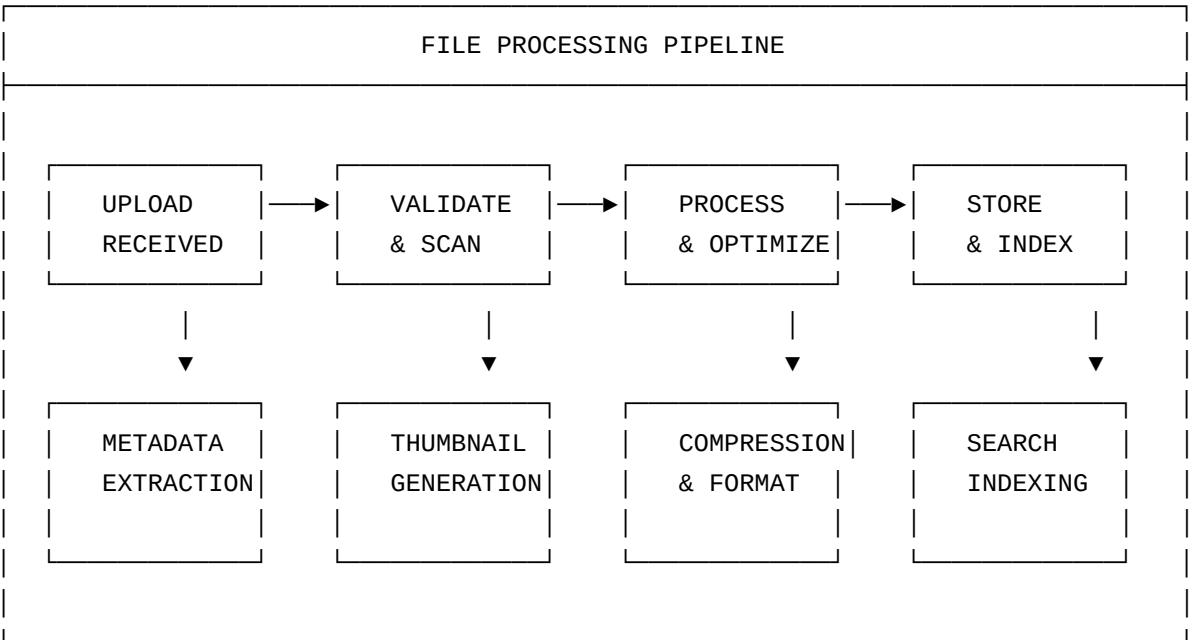 FILE PROCESSING PIPELINE
UPLOAD VALIDATE PROCESS STORE
RECEIVED & SCAN & OPTIMIZE & INDEX
METADATA THUMBNAIL COMPRESSION SEARCH
EXTRACTION GENERATION & FORMAT INDEXING